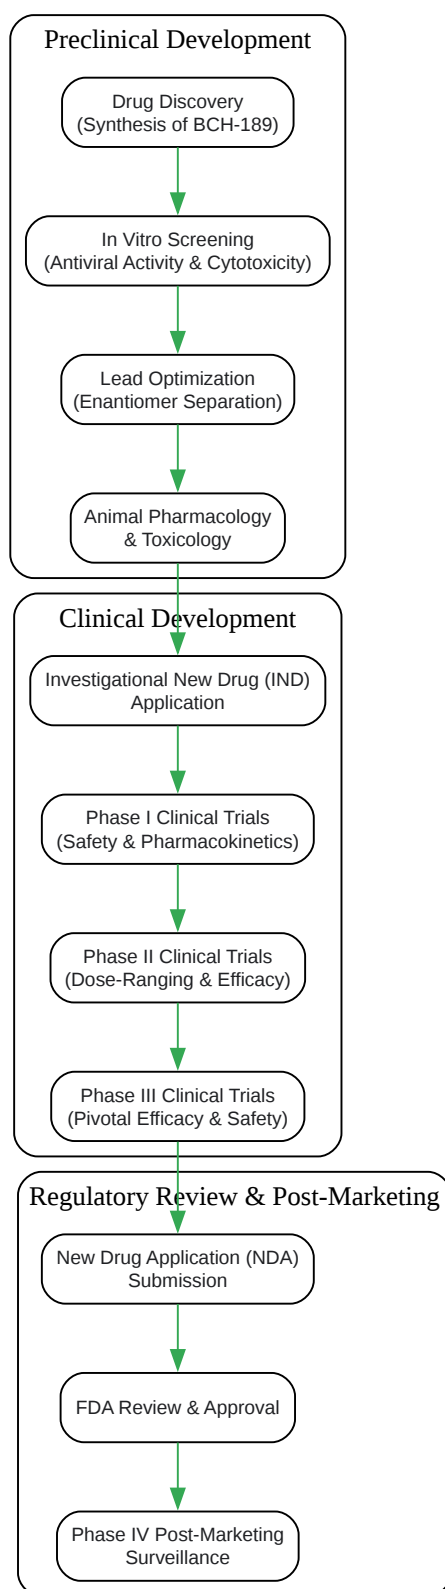 Preclinical Development
Drug Discovery
(Synthesis of BCH-189)
In Vitro Screening
(Antiviral Activity & Cytotoxicity)
Lead Optimization
(Enantiomer Separation)
Animal Pharmacology
& Toxicology
Clinical Development
Investigational New Drug (IND)
Application
Phase I Clinical Trials
(Safety & Pharmacokinetics)
Phase II Clinical Trials
(Dose-Ranging & Efficacy)
Phase III Clinical Trials
(Pivotal Efficacy & Safety)
Regulatory Review & Post-Marketing
New Drug Application (NDA)
Submission
FDA Review & Approval
Phase IV Post-Marketing
Surveillance